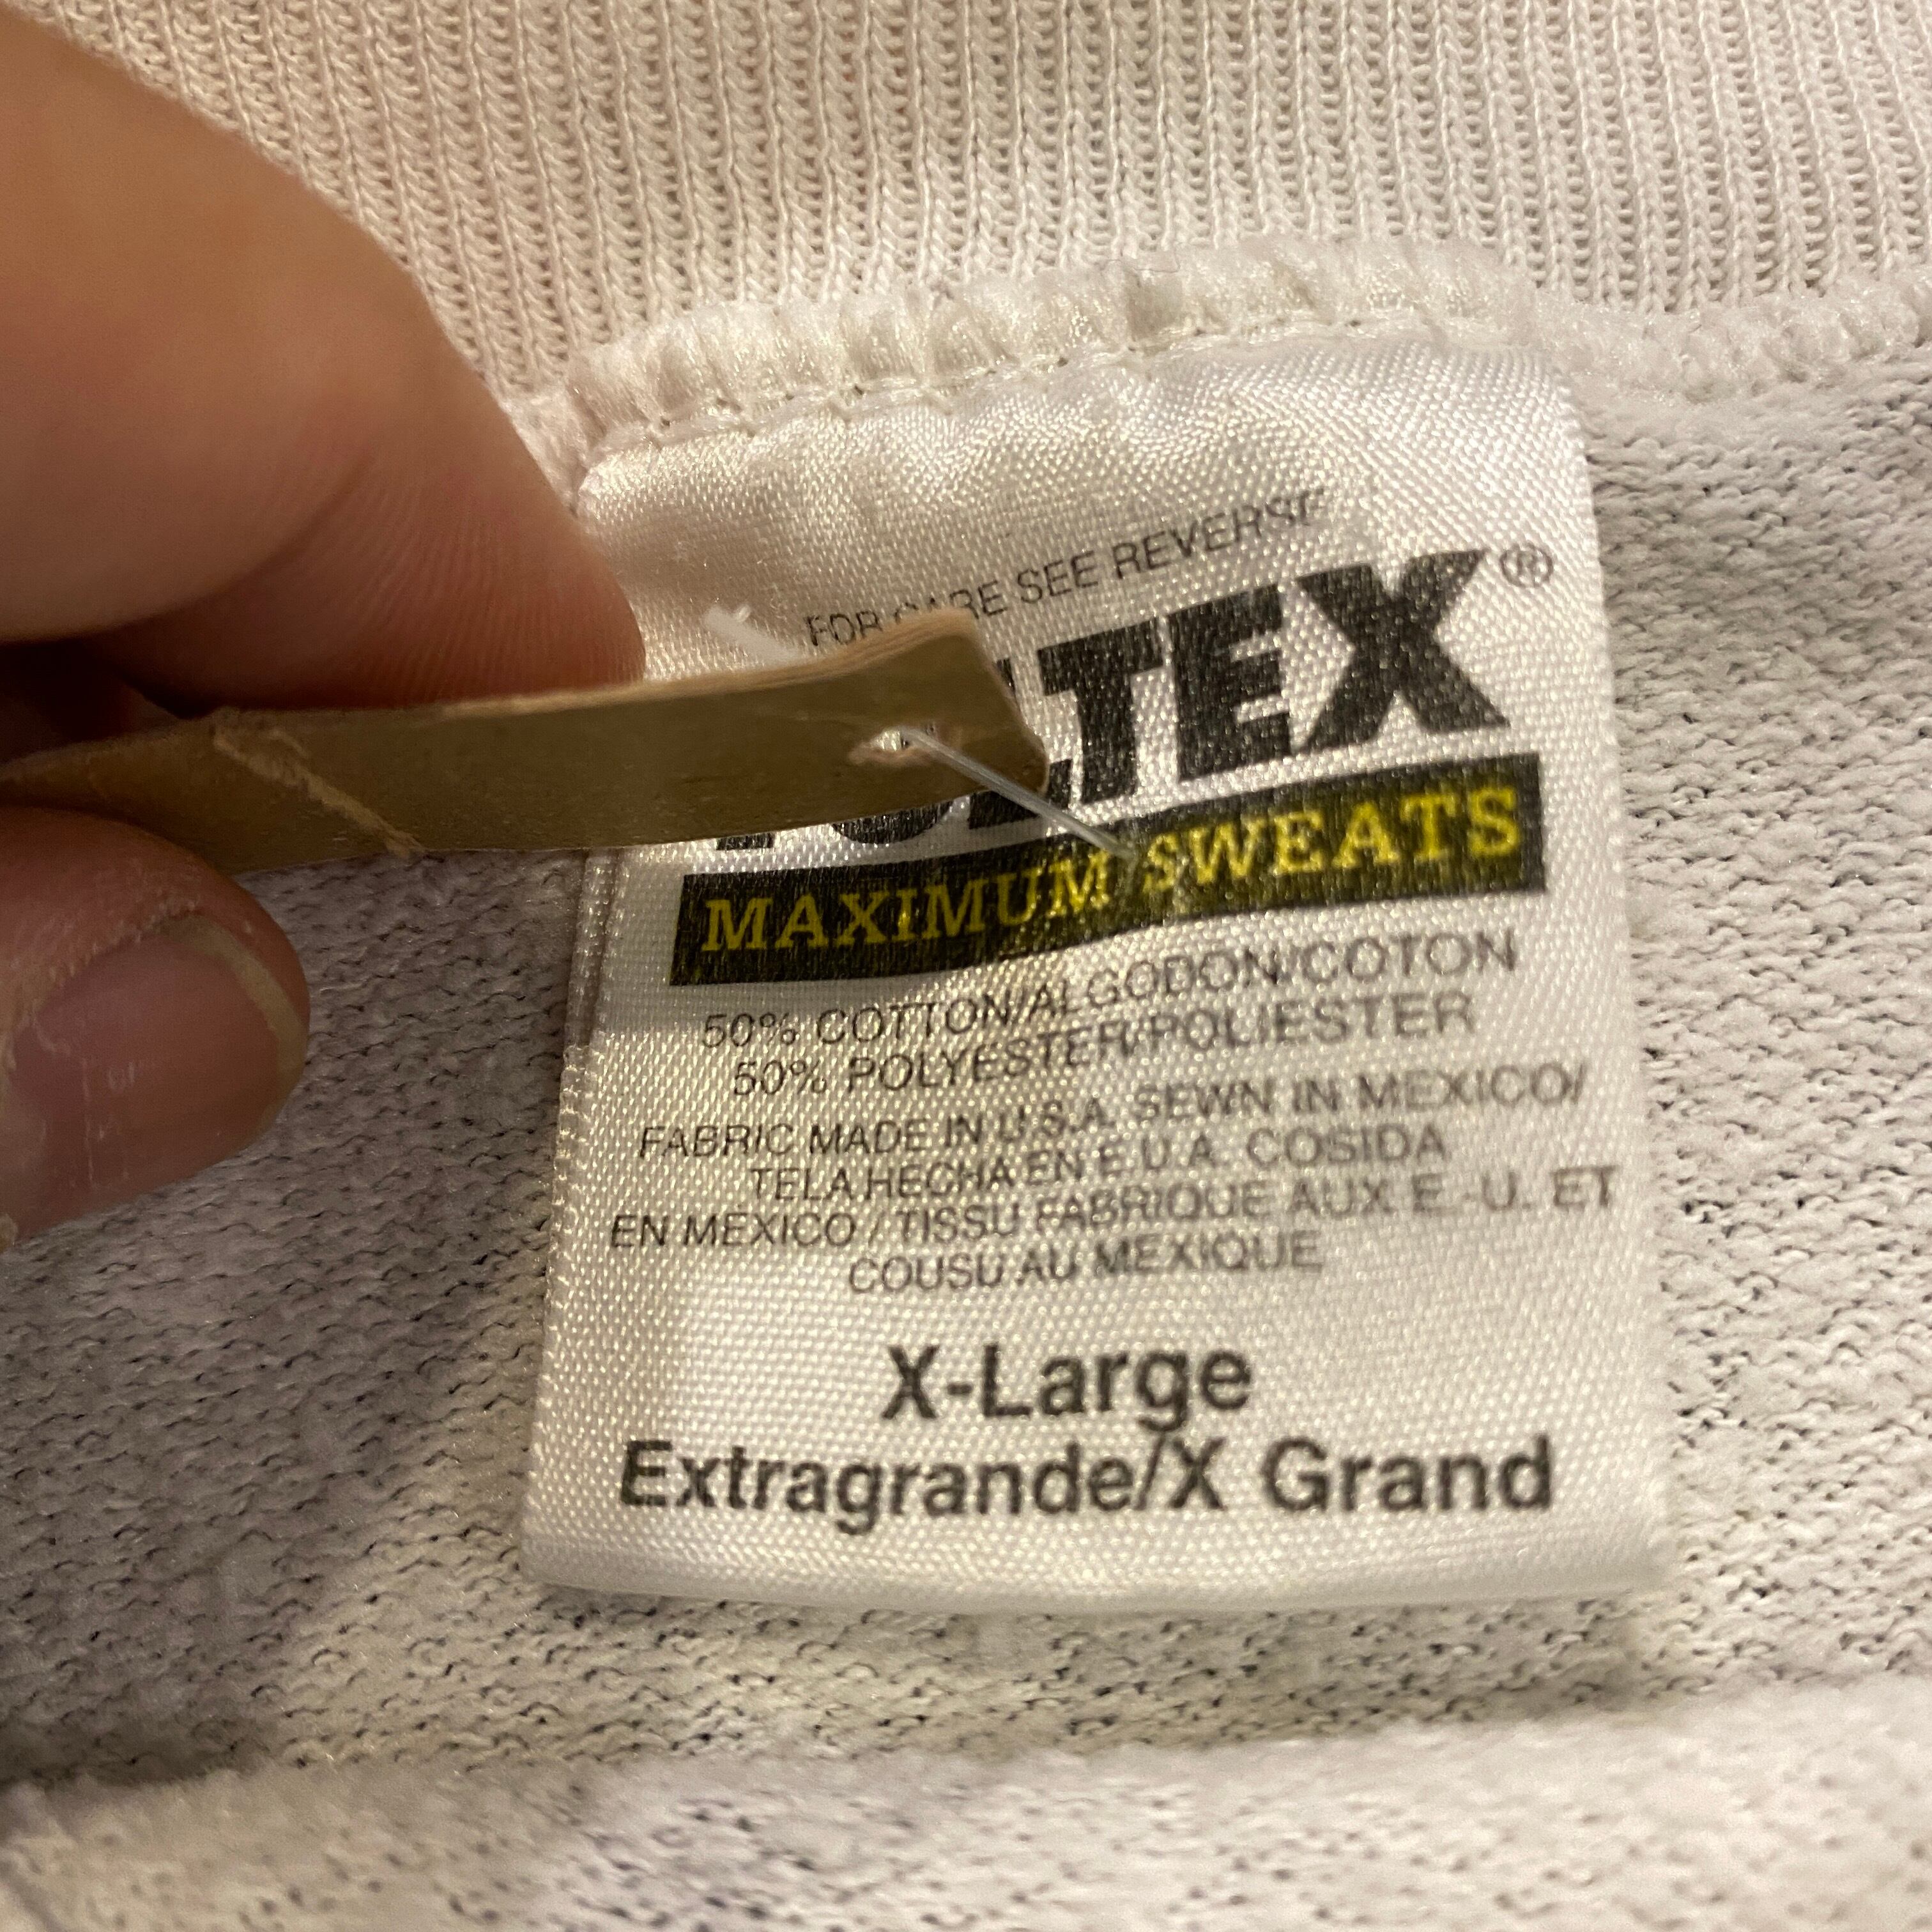 FOR CARE SEE REVERSE
TULTEX®
MAXIMUM SWEATS
50% COTTON/ALGODON/COTON
50% POLYESTER/POLIESTER
FABRIC MADE IN U.S.A. SEWN IN MEXICO/
TELA HECHA EN E.U.A. COSIDA
EN MEXICO / TISSU FABRIQUE AUX E.-U. ET
COUSU AU MEXIQUE
X-Large
Extragrande/X Grand